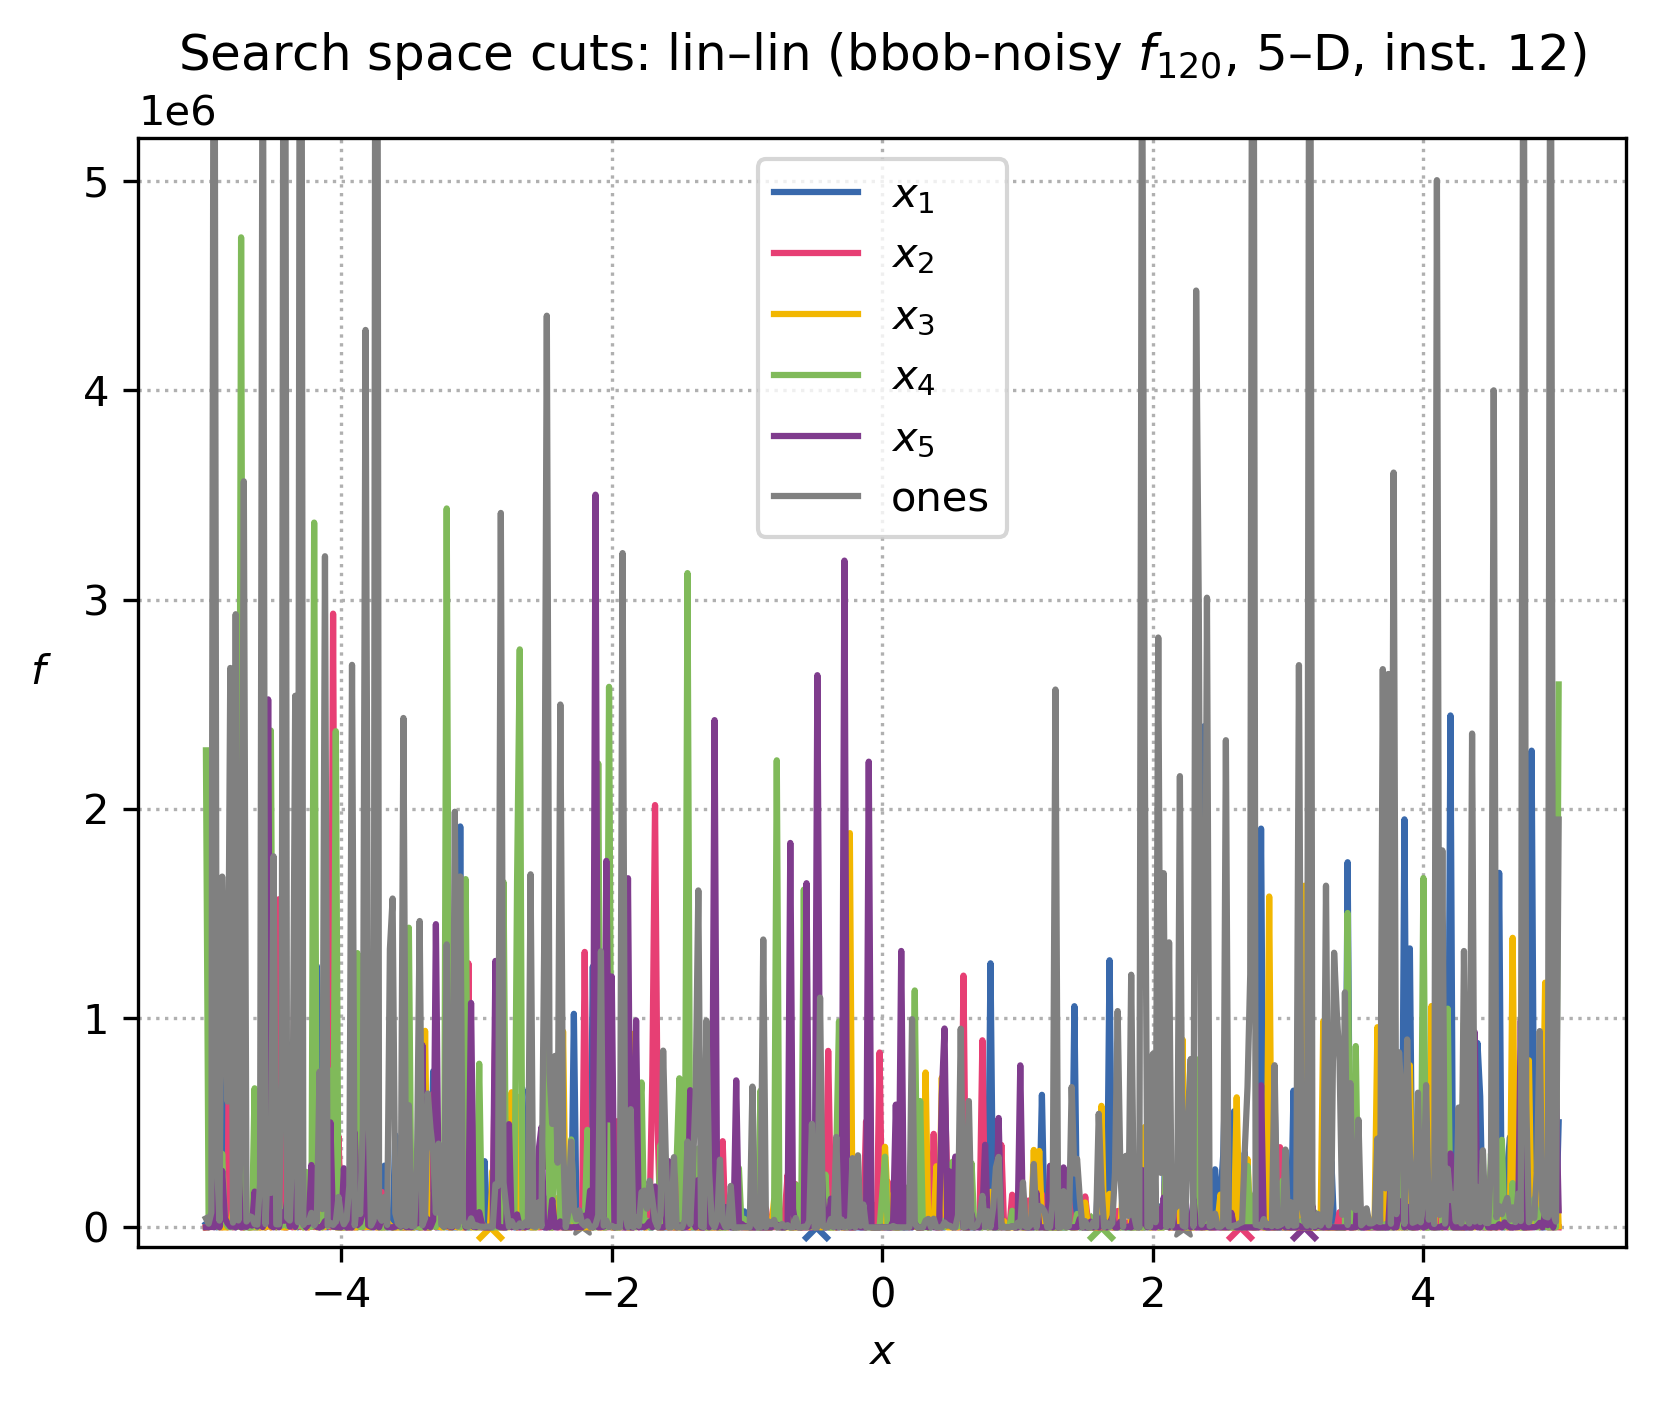 Search space cuts: lin–lin (bbob-noisy f₁₂₀, 5–D, inst. 12)
1e6
5
4
3
2
1
0
f
x₁
x₂
x₃
x₄
x₅
ones
−4
−2
0
2
4
x